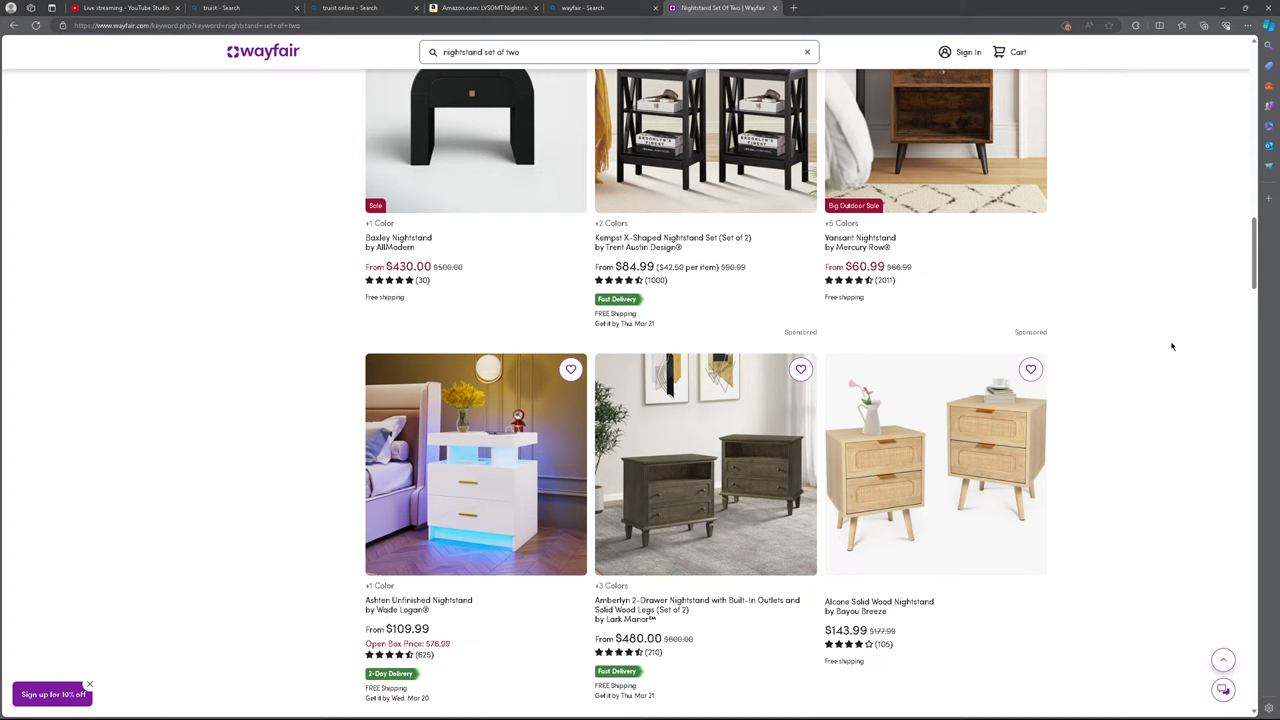 Live streaming - YouTube Studio
truist - Search
truist online - Search
Amazon.com: LVSOMT Nightstan
wayfair - Search
Nightstand Set Of Two | Wayfair
https://www.wayfair.com/keyword.php?keyword=nightstand+set+of+two
wayfair
nightstand set of two
Sign In
Cart
BROOKLYN'S FINEST
BROOKLYN'S FINEST
Sale
Big Outdoor Sale
+1 Color
Baxley Nightstand
by AllModern
From $430.00 $500.00
(30)
Free shipping
+2 Colors
Kempst X-Shaped Nightstand Set (Set of 2)
by Trent Austin Design®
From $84.99 ($42.50 per item) $90.99
(1000)
Fast Delivery
FREE Shipping
Get it by Thu. Mar 21
Sponsored
+5 Colors
Vansant Nightstand
by Mercury Row®
From $60.99 $66.99
(2011)
Free shipping
Sponsored
+1 Color
Ashten Unfinished Nightstand
by Wade Logan®
From $109.99
Open Box Price: $76.99
(625)
2-Day Delivery
FREE Shipping
Get it by Wed. Mar 20
+3 Colors
Amberlyn 2-Drawer Nightstand with Built-In Outlets and
Solid Wood Legs (Set of 2)
by Lark Manor™
From $480.00 $600.00
(210)
Fast Delivery
FREE Shipping
Get it by Thu. Mar 21
Alcone Solid Wood Nightstand
by Bayou Breeze
$143.99 $177.99
(105)
Free shipping
Sign up for 10% off